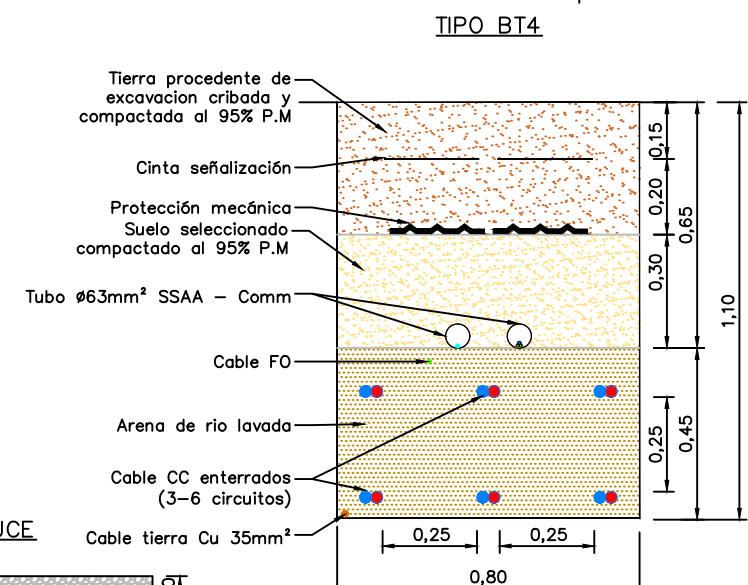 TIPO BT4
Tierra procedente de
excavacion cribada y
compactada al 95% P.M
Cinta señalización
Protección mecánica
Suelo seleccionado
compactado al 95% P.M
Tubo ø63mm² SSAA - Comm
Cable FO
Arena de rio lavada
Cable CC enterrados
(3-6 circuitos)
Cable tierra Cu 35mm²
0,15
0,20
0,30
0,65
1,10
0,25
0,45
0,25
0,25
0,80